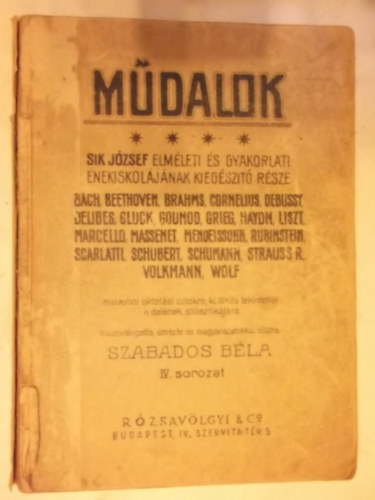 MŰDALOK
SIK JÓZSEF ELMÉLETI ÉS GYAKORLATI
ÉNEKISKOLÁJÁNAK KIEGÉSZITŐ RÉSZE
BACH, BEETHOVEN, BRAHMS, CORNELIUS, DEBUSSY,
DELIBES, GLUCK, GOUNOD, GRIEG, HAYDN, LISZT,
MARCELLO, MASSENET, MENDELSSOHN, RUBINSTEIN,
SCARLATTI, SCHUBERT, SCHUMANN, STRAUSS R.
VOLKMANN, WOLF
SZABADOS BÉLA
IV. sorozat
RÓZSAVÖLGYI & Co.
BUDAPEST, IV., SZERVITA-TÉR 5